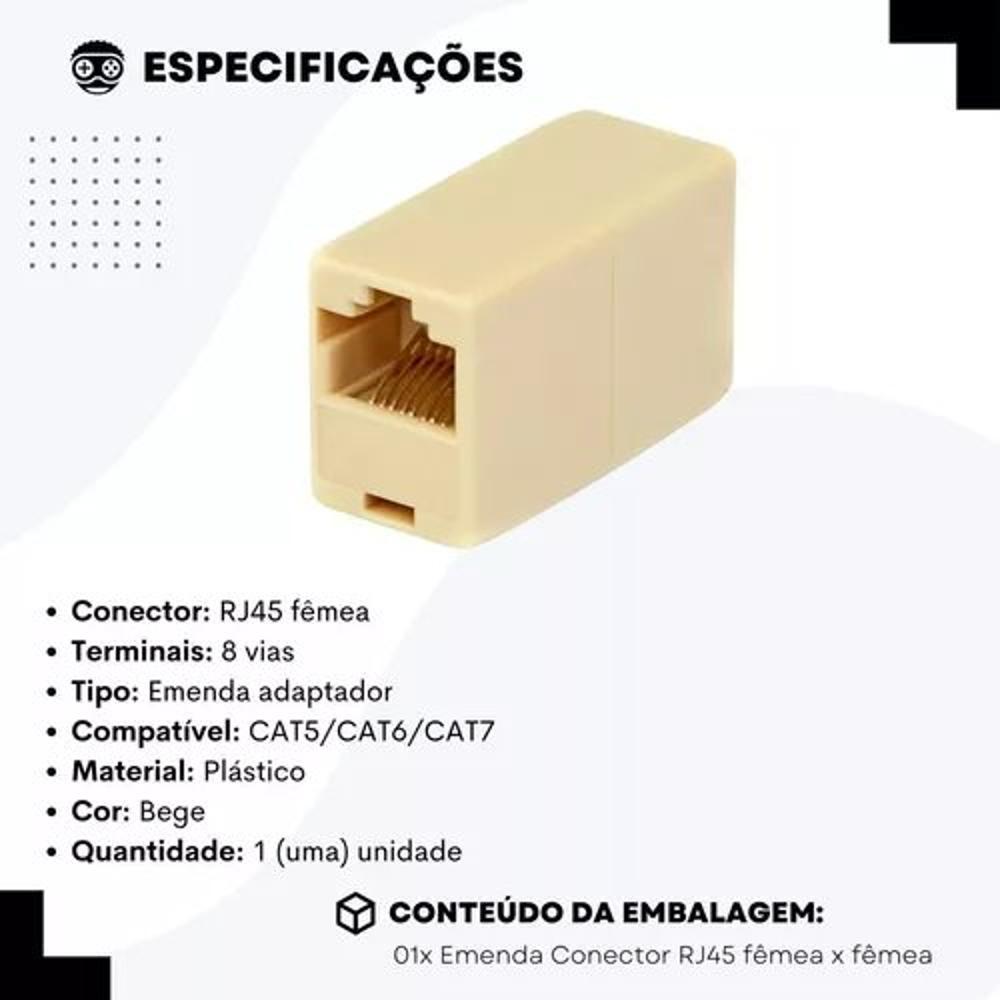 ESPECIFICAÇÕES
• Conector: RJ45 fêmea
• Terminais: 8 vias
• Tipo: Emenda adaptador
• Compatível: CAT5/CAT6/CAT7
• Material: Plástico
• Cor: Bege
• Quantidade: 1 (uma) unidade
CONTEÚDO DA EMBALAGEM:
01x Emenda Conector RJ45 fêmea x fêmea